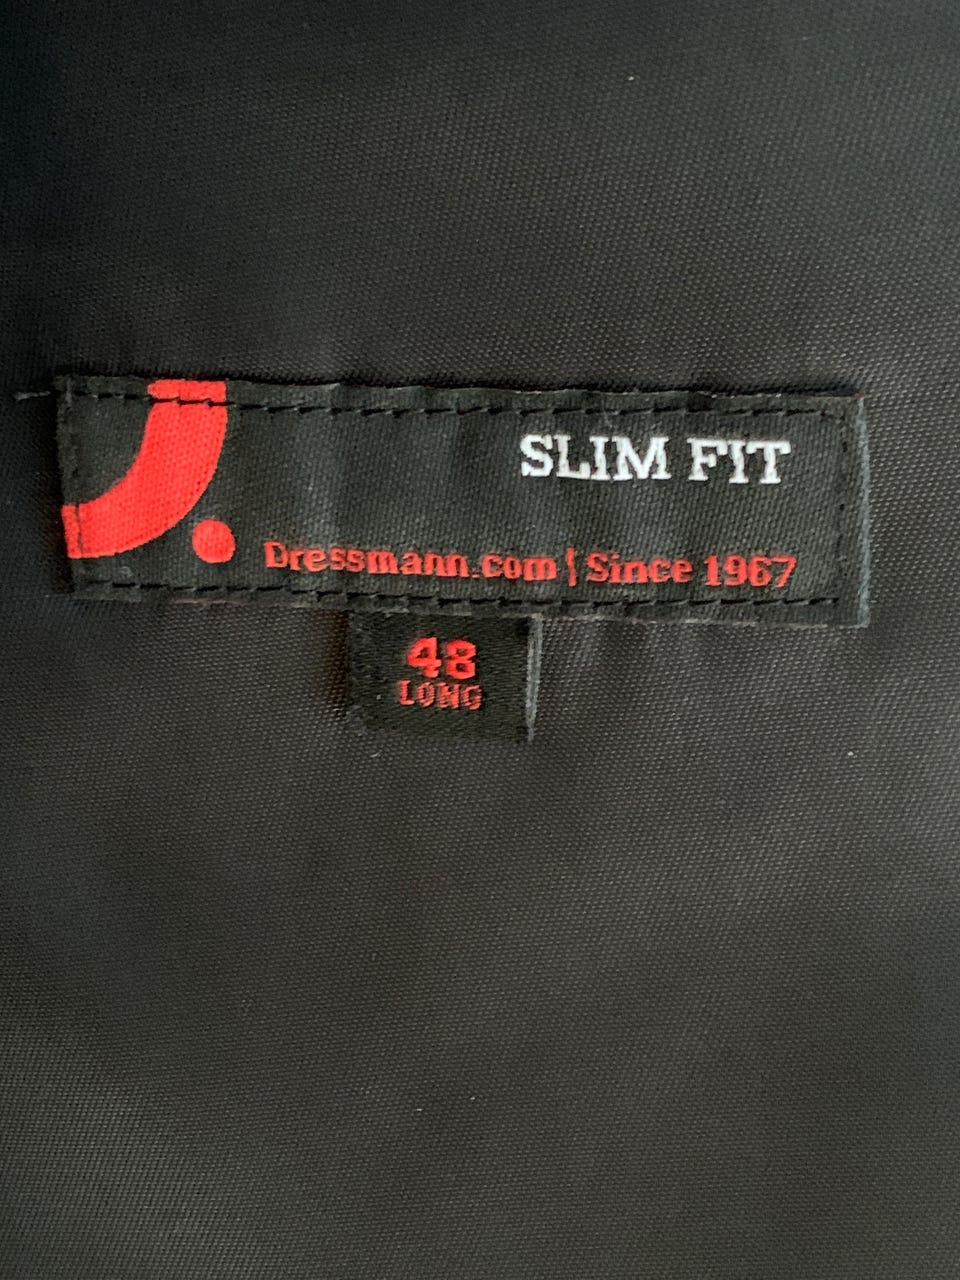 SLIM FIT
Dressmann.com | Since 1967
48
LONG